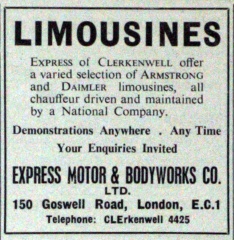 LIMOUSINES
EXPRESS OF CLERKENWELL offer
a varied selection of ARMSTRONG
and DAIMLER limousines, all
chauffeur driven and maintained
by a National Company.
Demonstrations Anywhere . Any Time
Your Enquiries Invited
EXPRESS MOTOR & BODYWORKS CO.
LTD.
150 Goswell Road, London, E.C.1
Telephone: CLErkenwell 4425